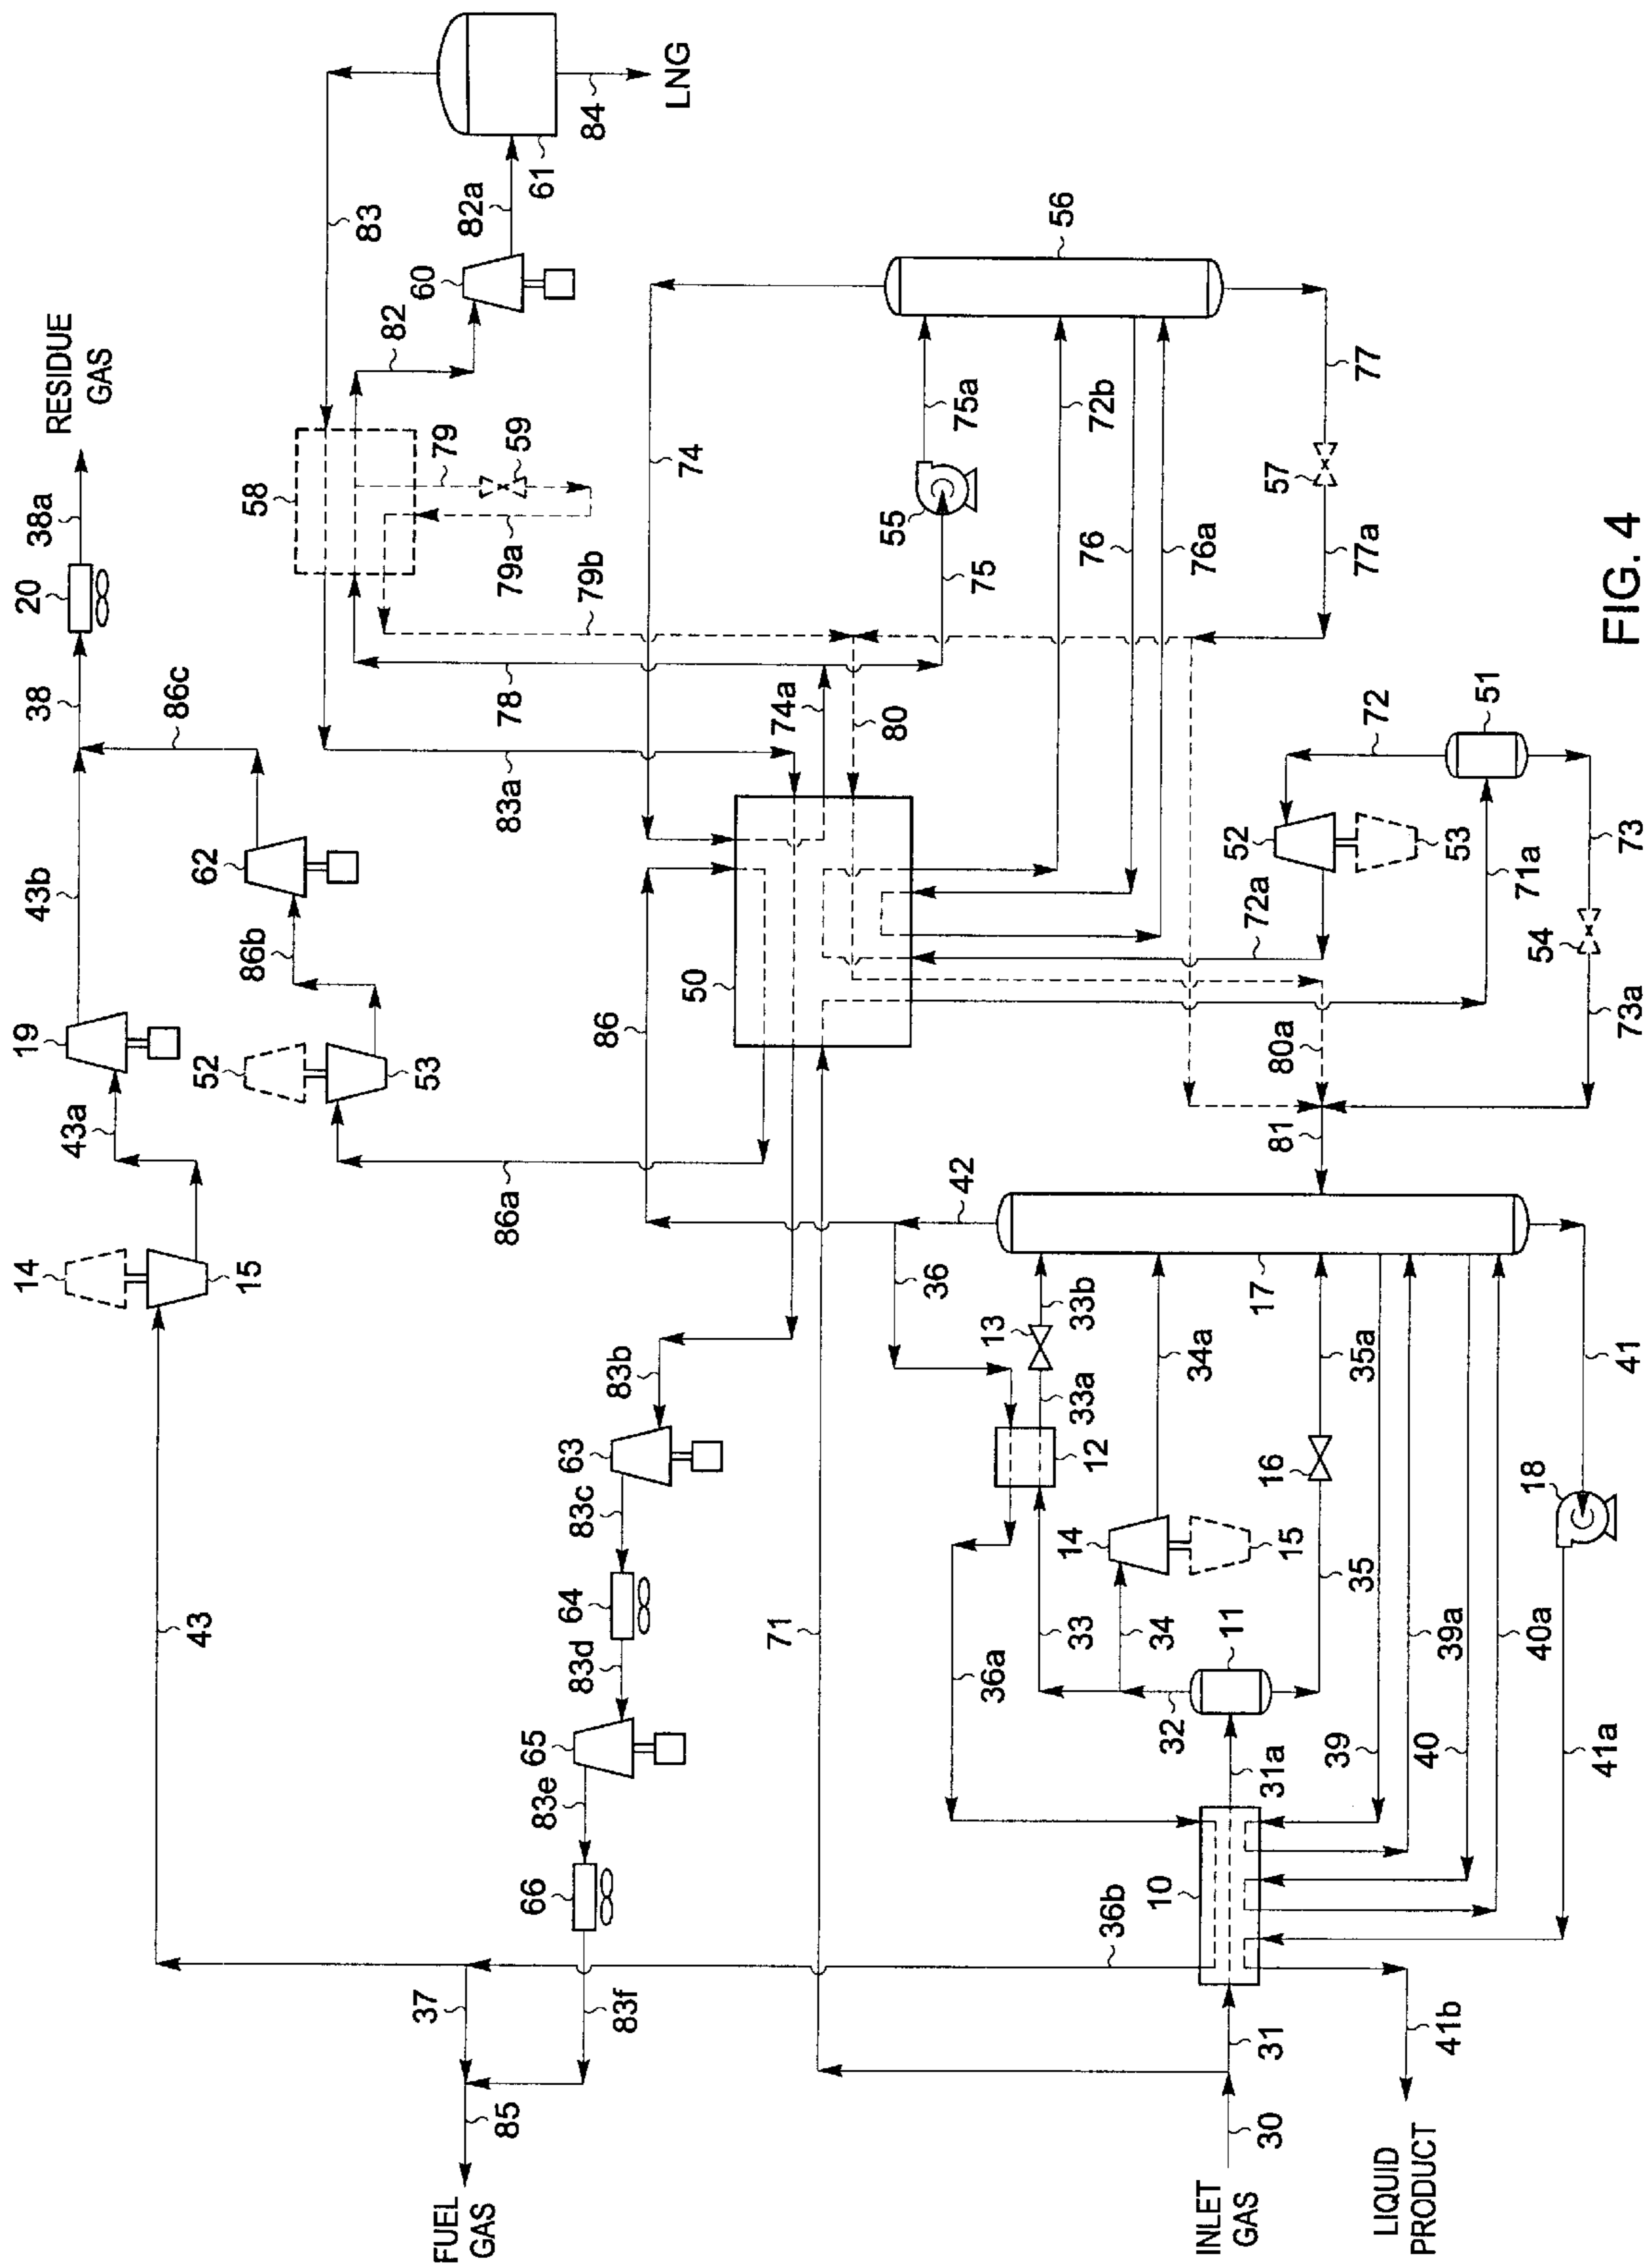 RESIDUE
GAS
38a
20
38
86c
43b
62
86b
19
52
53
43a
14
15
86a
43
83
58
79
59
79a
79b
82
60
82a
61
84
LNG
78
83a
74
74a
80
75
55
75a
56
72b
76
76a
77
57
77a
50
86
72a
72
51
52
53
71a
73
54
73a
80a
81
42
36
13
33b
33a
12
34a
17
35a
16
35
14
15
34
33
32
11
36a
31a
39
39a
40
40a
41
18
41a
10
36b
71
83b
63
83c
64
83d
65
83e
66
83f
37
85
FUEL
GAS
31
30
INLET
GAS
41b
LIQUID
PRODUCT
FIG. 4